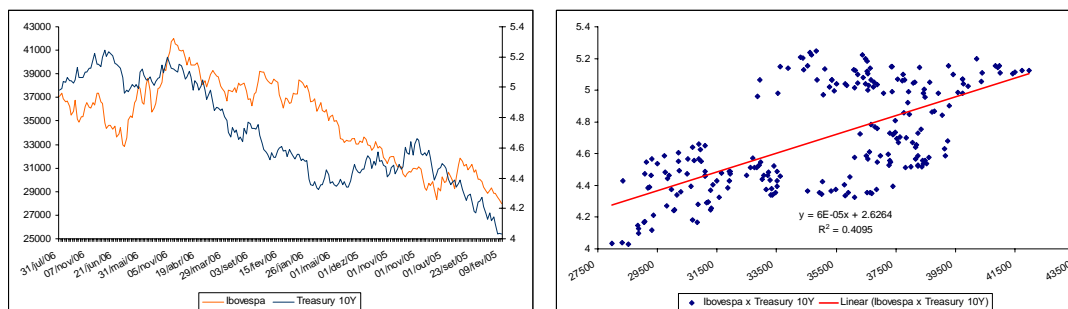 43000
41000
39000
37000
35000
33000
31000
29000
27000
25000
5.4
5.2
5
4.8
4.6
4.4
4.2
4
31/jul/06
07/nov/06
21/jun/06
31/mai/06
05/nov/06
19/abr/06
29/mar/06
03/set/06
15/fev/06
26/out/06
01/mai/06
01/dez/05
01/out/05
01/nov/05
01/out/05
23/set/05
09/fev/05
Ibovespa
Treasury 10Y
5.4
5.2
5
4.8
4.6
4.4
4.2
4
y = 6E-05x + 2.6264
R² = 0.4095
27500
29500
31500
33500
35500
37500
39500
41500
43500
Ibovespa x Treasury 10Y
Linear (Ibovespa x Treasury 10Y)